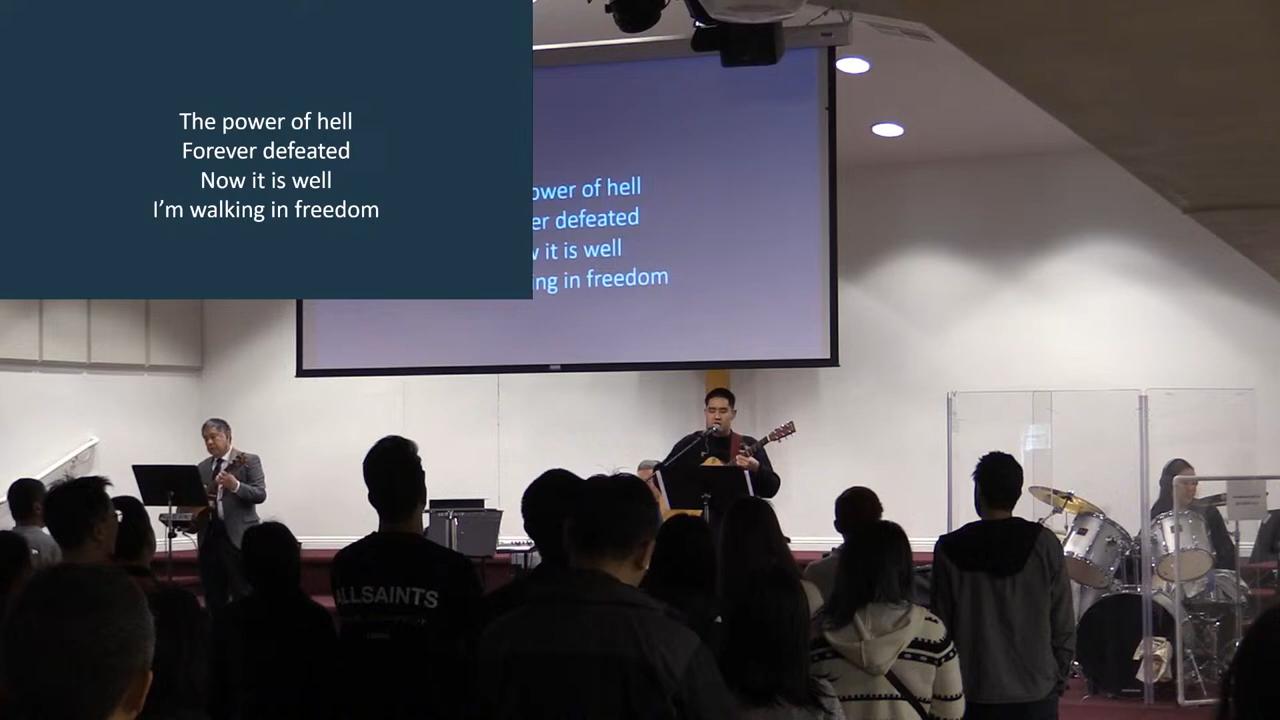 The power of hell
Forever defeated
Now it is well
I’m walking in freedom
ower of hell
er defeated
it is well
ing in freedom
ALLSAINTS